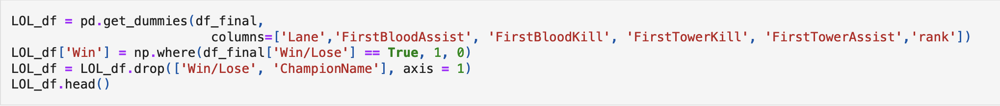 LOL_df = pd.get_dummies(df_final,
                          columns=['Lane','FirstBloodAssist', 'FirstBloodKill', 'FirstTowerKill', 'FirstTowerAssist','rank'])
LOL_df['Win'] = np.where(df_final['Win/Lose'] == True, 1, 0)
LOL_df = LOL_df.drop(['Win/Lose', 'ChampionName'], axis = 1)
LOL_df.head()